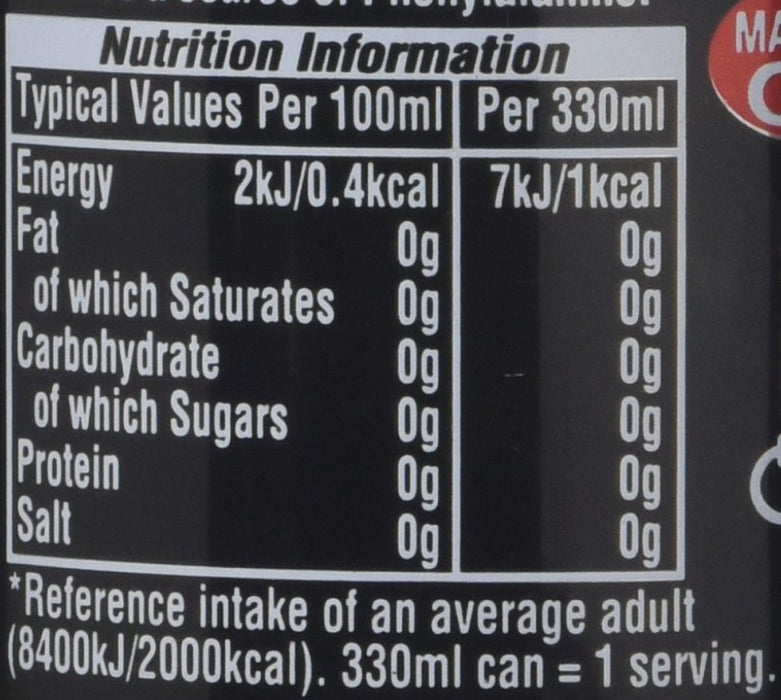 Nutrition Information
Typical Values Per 100ml Per 330ml
Energy 2kJ/0.4kcal 7kJ/1kcal
Fat 0g 0g
of which Saturates 0g 0g
Carbohydrate 0g 0g
of which Sugars 0g 0g
Protein 0g 0g
Salt 0g 0g
*Reference intake of an average adult
(8400kJ/2000kcal). 330ml can = 1 serving.